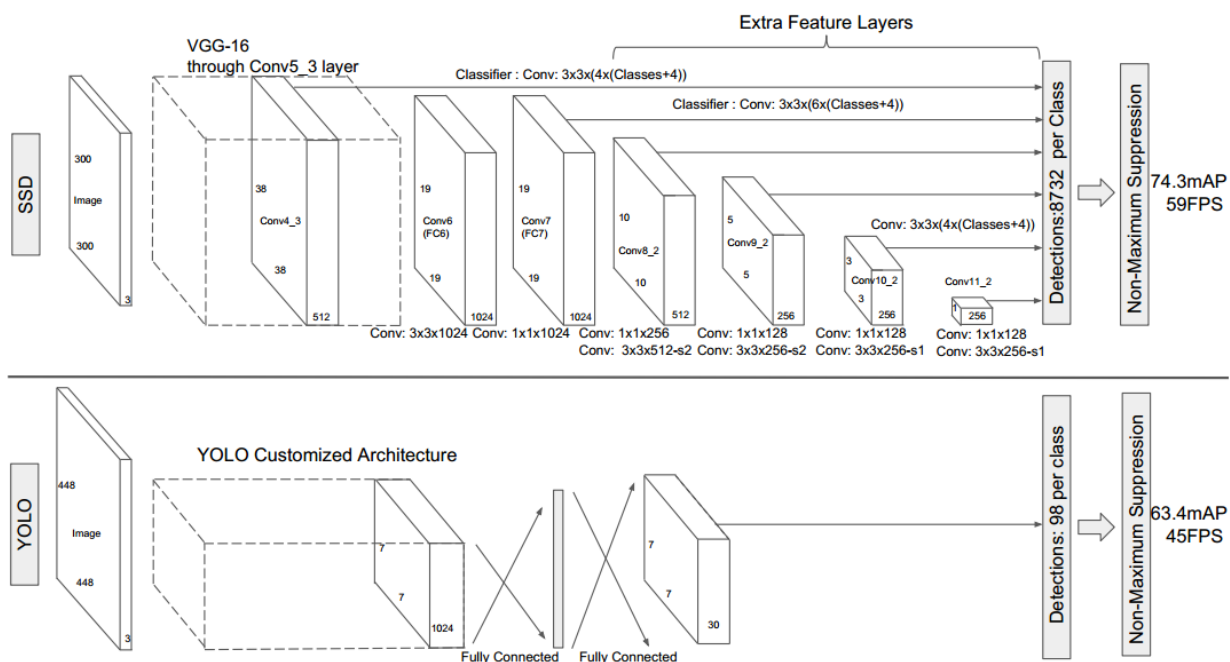 Extra Feature Layers
VGG-16
through Conv5_3 layer
Classifier : Conv: 3x3x(4x(Classes+4))
Classifier : Conv: 3x3x(6x(Classes+4))
SSD
300
Image
300
3
38
Conv4_3
38
512
19
Conv6
(FC6)
19
1024
19
Conv7
(FC7)
19
1024
10
Conv8_2
10
512
5
Conv9_2
5
256
Conv: 3x3x(4x(Classes+4))
3
Conv10_2
3
256
Conv11_2
1
256
Conv: 3x3x1024
Conv: 1x1x1024
Conv: 1x1x256
Conv: 3x3x512-s2
Conv: 1x1x128
Conv: 3x3x256-s2
Conv: 1x1x128
Conv: 3x3x256-s1
Conv: 1x1x128
Conv: 3x3x256-s1
Detections:8732 per Class
Non-Maximum Suppression
74.3mAP
59FPS
YOLO
448
Image
448
3
YOLO Customized Architecture
7
7
1024
Fully Connected
Fully Connected
7
7
30
Detections: 98 per class
Non-Maximum Suppression
63.4mAP
45FPS